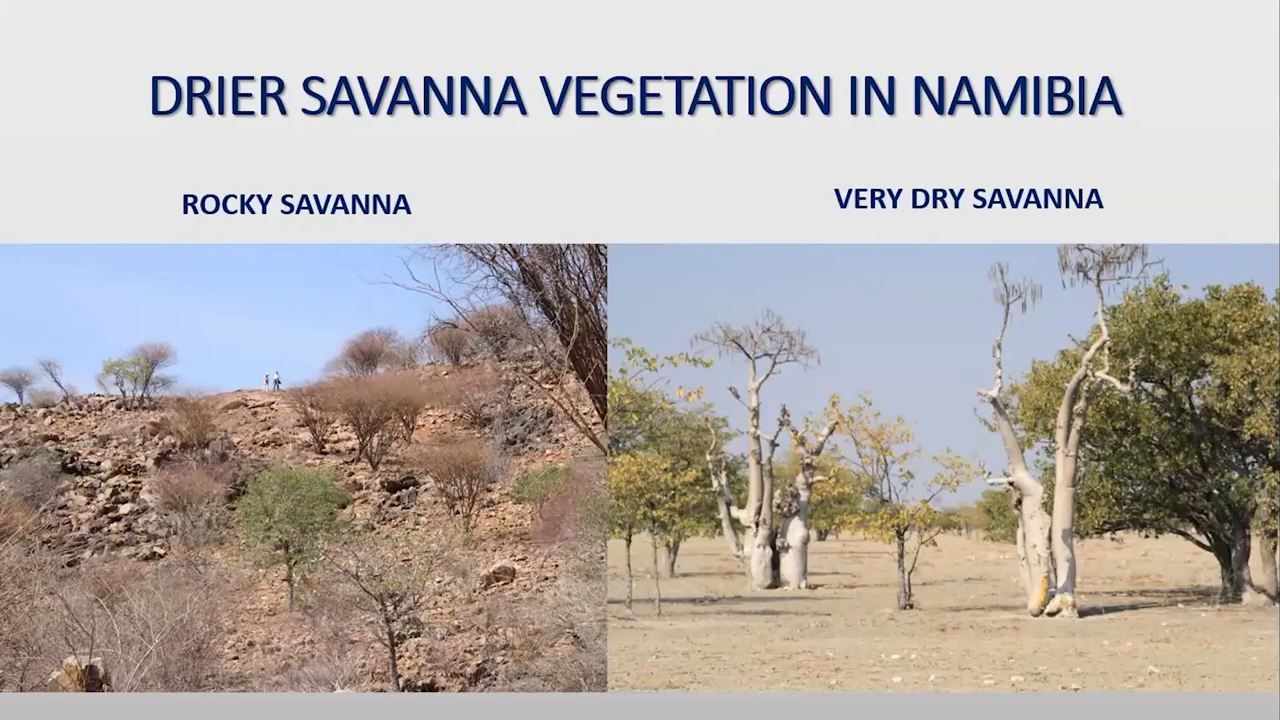 DRIER SAVANNA VEGETATION IN NAMIBIA
ROCKY SAVANNA
VERY DRY SAVANNA